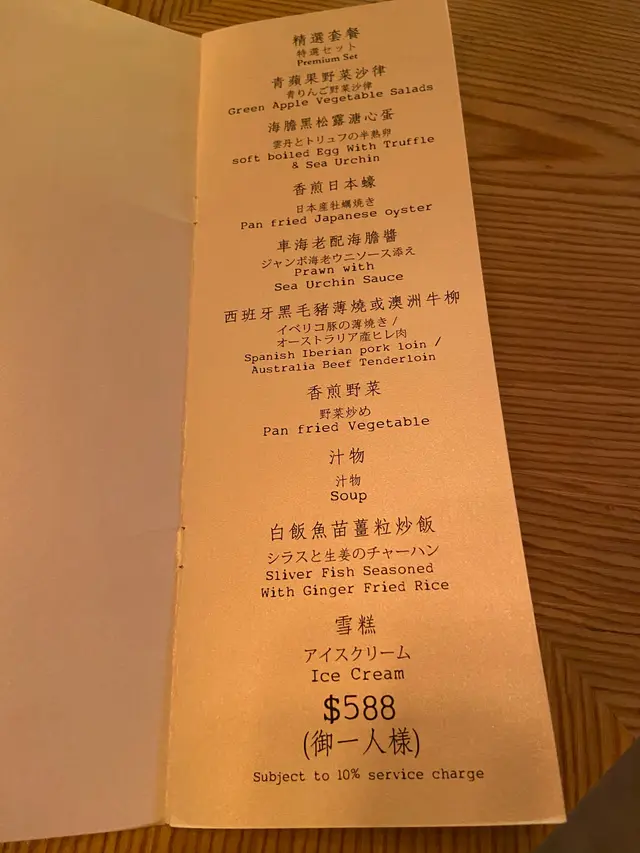 精選套餐
特選セット
Premium Set
青蘋果野菜沙律
青りんご野菜沙律
Green Apple Vegetable Salads
海膽黑松露溏心蛋
雲丹とトリュフの半熟卵
soft boiled Egg With Truffle
& Sea Urchin
香煎日本蠔
日本産牡蠣焼き
Pan fried Japanese oyster
車海老配海膽醬
ジャンボ海老ウニソース添え
Prawn with
Sea Urchin Sauce
西班牙黑毛豬薄燒或澳洲牛柳
イベリコ豚の薄焼き /
オーストラリア産ヒレ肉
Spanish Iberian pork loin /
Australia Beef Tenderloin
香煎野菜
野菜炒め
Pan fried Vegetable
汁物
汁物
Soup
白飯魚苗薑粒炒飯
シラスと生姜のチャーハン
Sliver Fish Seasoned
With Ginger Fried Rice
雪糕
アイスクリーム
Ice Cream
$588
(御一人様)
Subject to 10% service charge